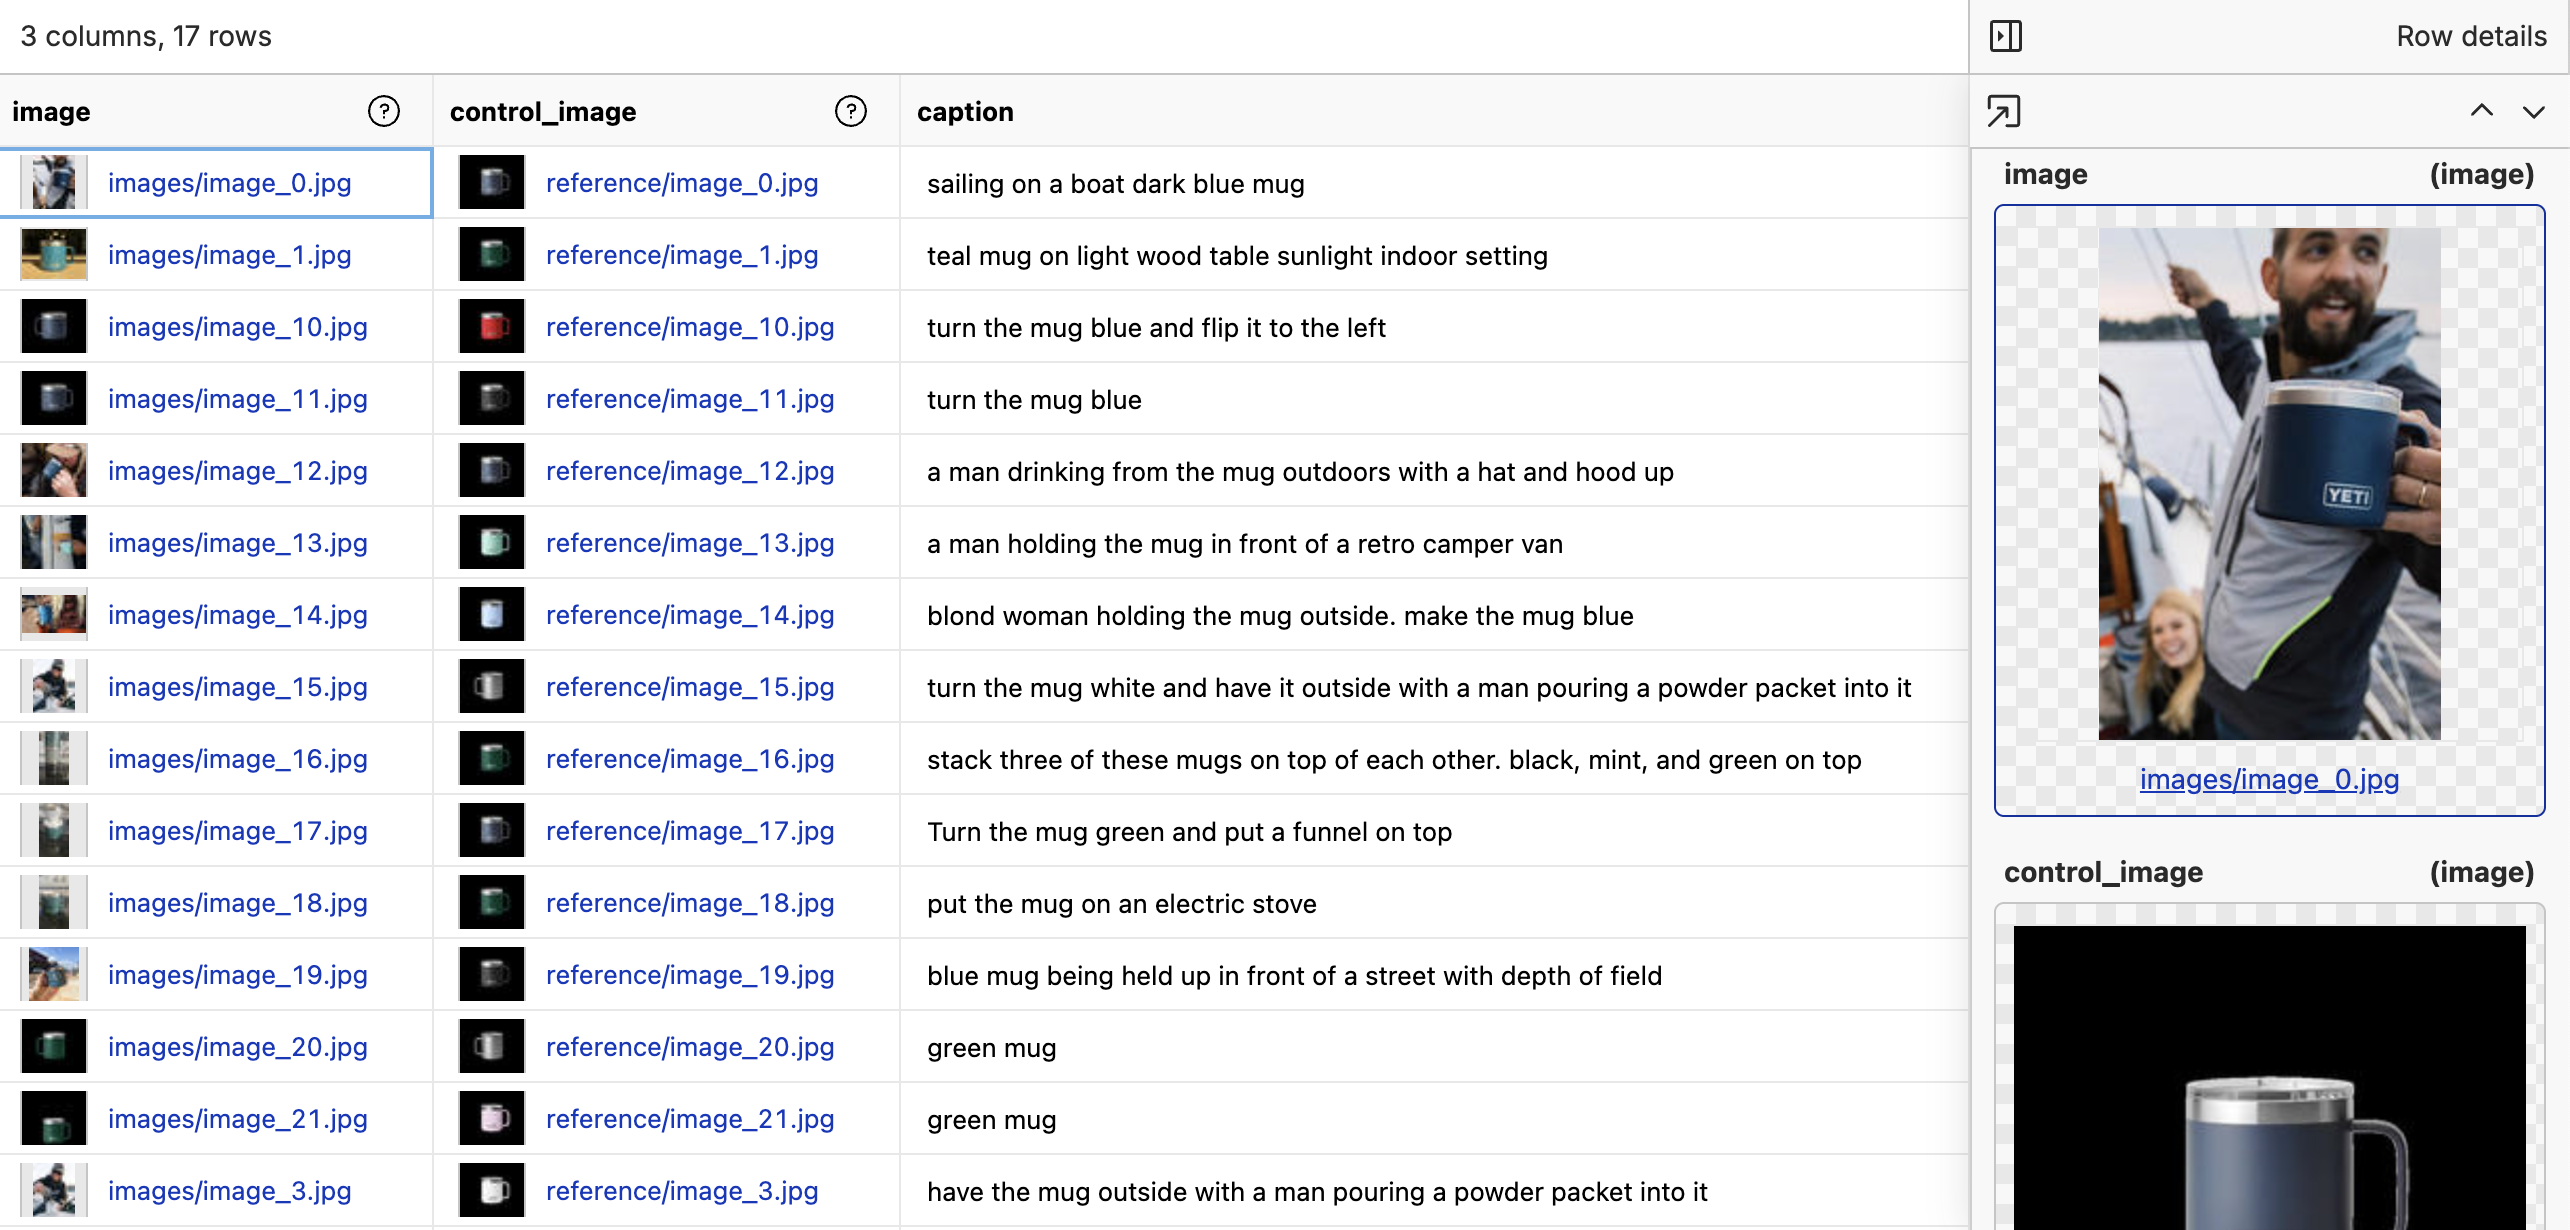 3 columns, 17 rows
Row details
image control_image caption
images/image_0.jpg reference/image_0.jpg sailing on a boat dark blue mug
images/image_1.jpg reference/image_1.jpg teal mug on light wood table sunlight indoor setting
images/image_10.jpg reference/image_10.jpg turn the mug blue and flip it to the left
images/image_11.jpg reference/image_11.jpg turn the mug blue
images/image_12.jpg reference/image_12.jpg a man drinking from the mug outdoors with a hat and hood up
images/image_13.jpg reference/image_13.jpg a man holding the mug in front of a retro camper van
images/image_14.jpg reference/image_14.jpg blond woman holding the mug outside. make the mug blue
images/image_15.jpg reference/image_15.jpg turn the mug white and have it outside with a man pouring a powder packet into it
images/image_16.jpg reference/image_16.jpg stack three of these mugs on top of each other. black, mint, and green on top
images/image_17.jpg reference/image_17.jpg Turn the mug green and put a funnel on top
images/image_18.jpg reference/image_18.jpg put the mug on an electric stove
images/image_19.jpg reference/image_19.jpg blue mug being held up in front of a street with depth of field
images/image_20.jpg reference/image_20.jpg green mug
images/image_21.jpg reference/image_21.jpg green mug
images/image_3.jpg reference/image_3.jpg have the mug outside with a man pouring a powder packet into it
image (image)
YETI
images/image_0.jpg
control_image (image)